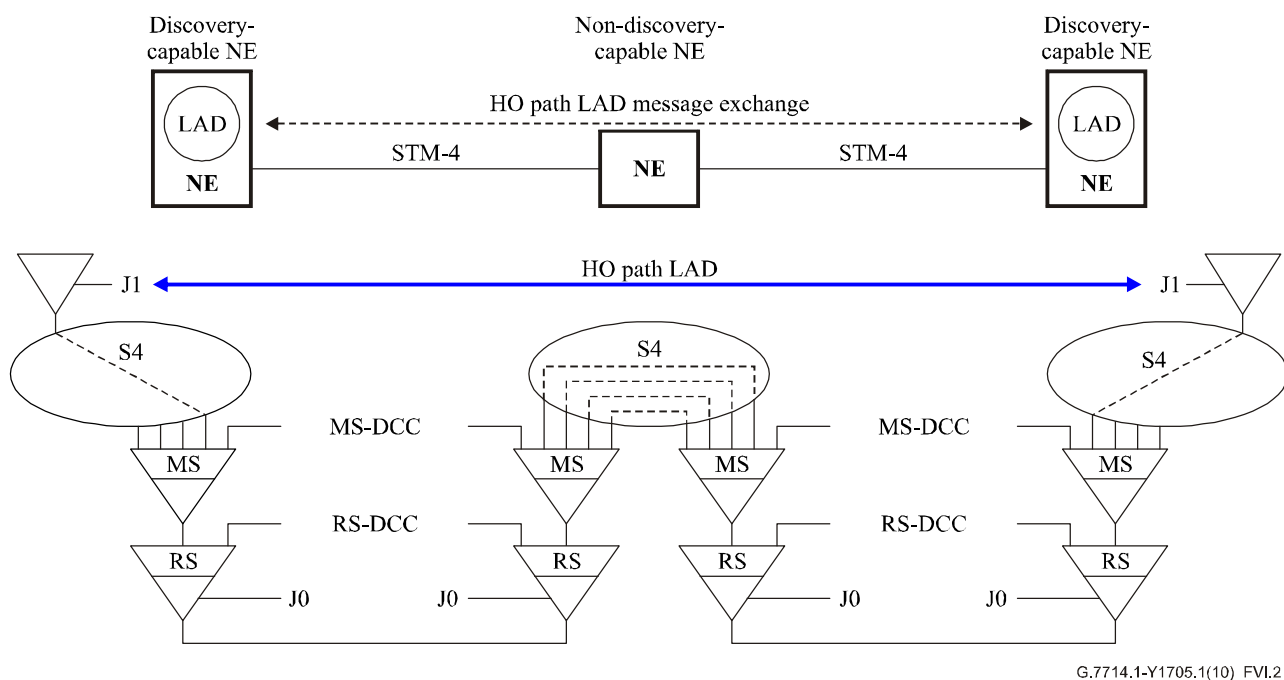 Discovery-
capable NE
Non-discovery-
capable NE
Discovery-
capable NE
HO path LAD message exchange
LAD
LAD
STM-4
STM-4
NE
NE
NE
HO path LAD
J1
J1
S4
S4
S4
MS-DCC
MS-DCC
MS
MS
MS
MS
RS-DCC
RS-DCC
RS
RS
RS
RS
J0
J0
J0
J0
G.7714.1-Y1705.1(10)_FVI.2